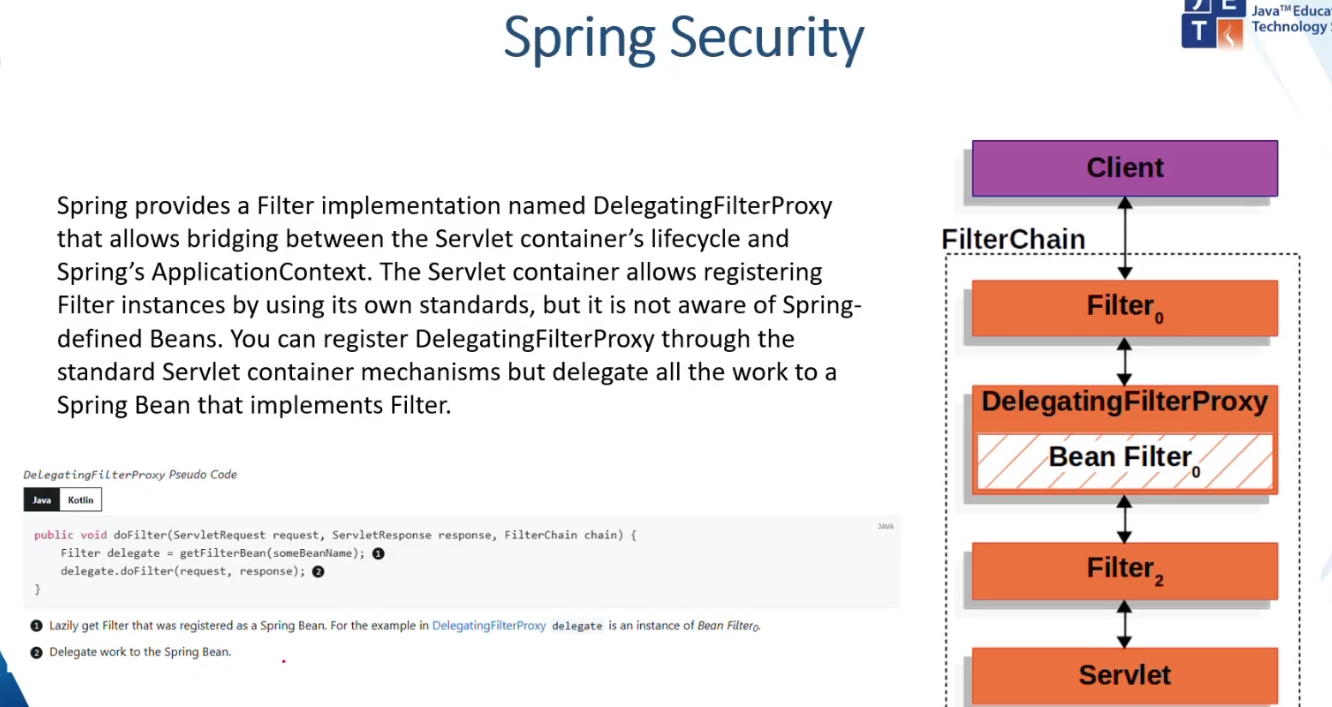 Spring Security
Java™ Educa
Technology
J E
T
Spring provides a Filter implementation named DelegatingFilterProxy
that allows bridging between the Servlet container’s lifecycle and
Spring’s ApplicationContext. The Servlet container allows registering
Filter instances by using its own standards, but it is not aware of Spring-
defined Beans. You can register DelegatingFilterProxy through the
standard Servlet container mechanisms but delegate all the work to a
Spring Bean that implements Filter.
DelegatingFilterProxy Pseudo Code
Java Kotlin
JAVA
public void doFilter(ServletRequest request, ServletResponse response, FilterChain chain) {
    Filter delegate = getFilterBean(someBeanName); 1
    delegate.doFilter(request, response); 2
}
1 Lazily get Filter that was registered as a Spring Bean. For the example in DelegatingFilterProxy delegate is an instance of Bean Filter0.
2 Delegate work to the Spring Bean.
Client
FilterChain
Filter0
DelegatingFilterProxy
Bean Filter0
Filter2
Servlet